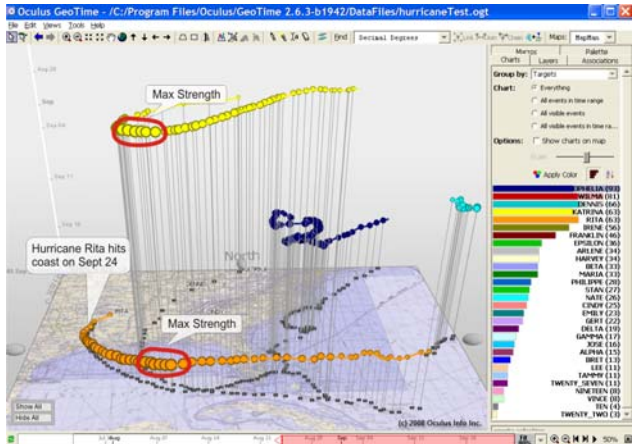 Oculus GeoTime - /C:/Program Files/Oculus/GeoTime 2.6.3-b1942/DataFiles/hurricaneTest.ogt
File Edit Views Tools Help
Find Decimal Degrees
Maps: MapMan
Macros Palette
Charts Layers Associations
Group by: Targets
Chart: Everything
All events in time range
All visible events
All visible events in time ra...
Options: Show charts on map
Apply Color
OPHELIA (93)
WILMA (81)
DENNIS (66)
KATRINA (63)
RITA (63)
IRENE (56)
FRANKLIN (46)
EPSILON (36)
ARLENE (34)
HARVEY (34)
BETA (33)
MARIA (33)
PHILIPPE (28)
STAN (27)
NATE (26)
CINDY (25)
EMILY (23)
GERT (22)
DELTA (19)
GAMMA (17)
JOSE (16)
ALPHA (15)
BRET (13)
LEE (11)
TAMMY (11)
TWENTY_SEVEN (11)
NINETEEN (8)
VINCE (8)
TEN (4)
TWENTY_TWO (3)
Max Strength
Hurricane Rita hits
coast on Sept 24
North
Max Strength
Show All
Hide All
(c) 2008 Oculus Info Inc.
50%